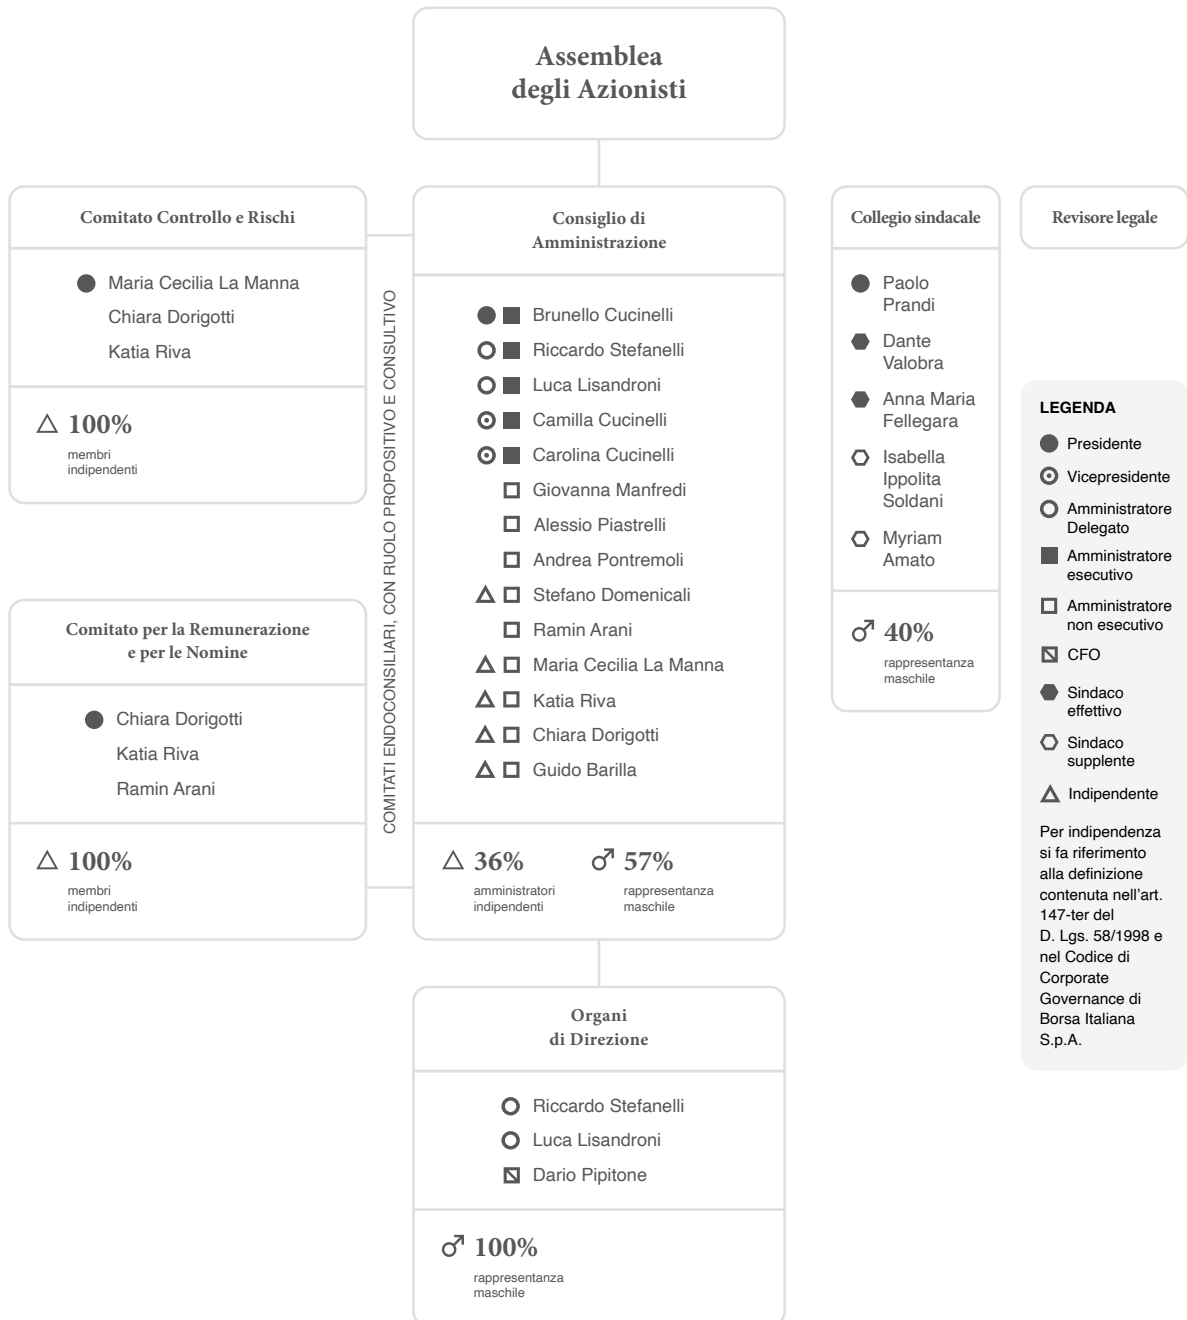 Assemblea
degli Azionisti
Comitato Controllo e Rischi
Maria Cecilia La Manna
Chiara Dorigotti
Katia Riva
100%
membri
indipendenti
Comitato per la Remunerazione
e per le Nomine
Chiara Dorigotti
Katia Riva
Ramin Arani
100%
membri
indipendenti
COMITATI ENDOCONSILIARI, CON RUOLO PROPOSITIVO E CONSULTIVO
Consiglio di
Amministrazione
Brunello Cucinelli
Riccardo Stefanelli
Luca Lisandroni
Camilla Cucinelli
Carolina Cucinelli
Giovanna Manfredi
Alessio Piastrelli
Andrea Pontremoli
Stefano Domenicali
Ramin Arani
Maria Cecilia La Manna
Katia Riva
Chiara Dorigotti
Guido Barilla
36%
amministratori
indipendenti
57%
rappresentanza
maschile
Organi
di Direzione
Riccardo Stefanelli
Luca Lisandroni
Dario Pipitone
100%
rappresentanza
maschile
Collegio sindacale
Paolo
Prandi
Dante
Valobra
Anna Maria
Fellegara
Isabella
Ippolita
Soldani
Myriam
Amato
40%
rappresentanza
maschile
Revisore legale
LEGENDA
Presidente
Vicepresidente
Amministratore
Delegato
Amministratore
esecutivo
Amministratore
non esecutivo
CFO
Sindaco
effettivo
Sindaco
supplente
Indipendente
Per indipendenza
si fa riferimento
alla definizione
contenuta nell'art.
147-ter del
D. Lgs. 58/1998 e
nel Codice di
Corporate
Governance di
Borsa Italiana
S.p.A.